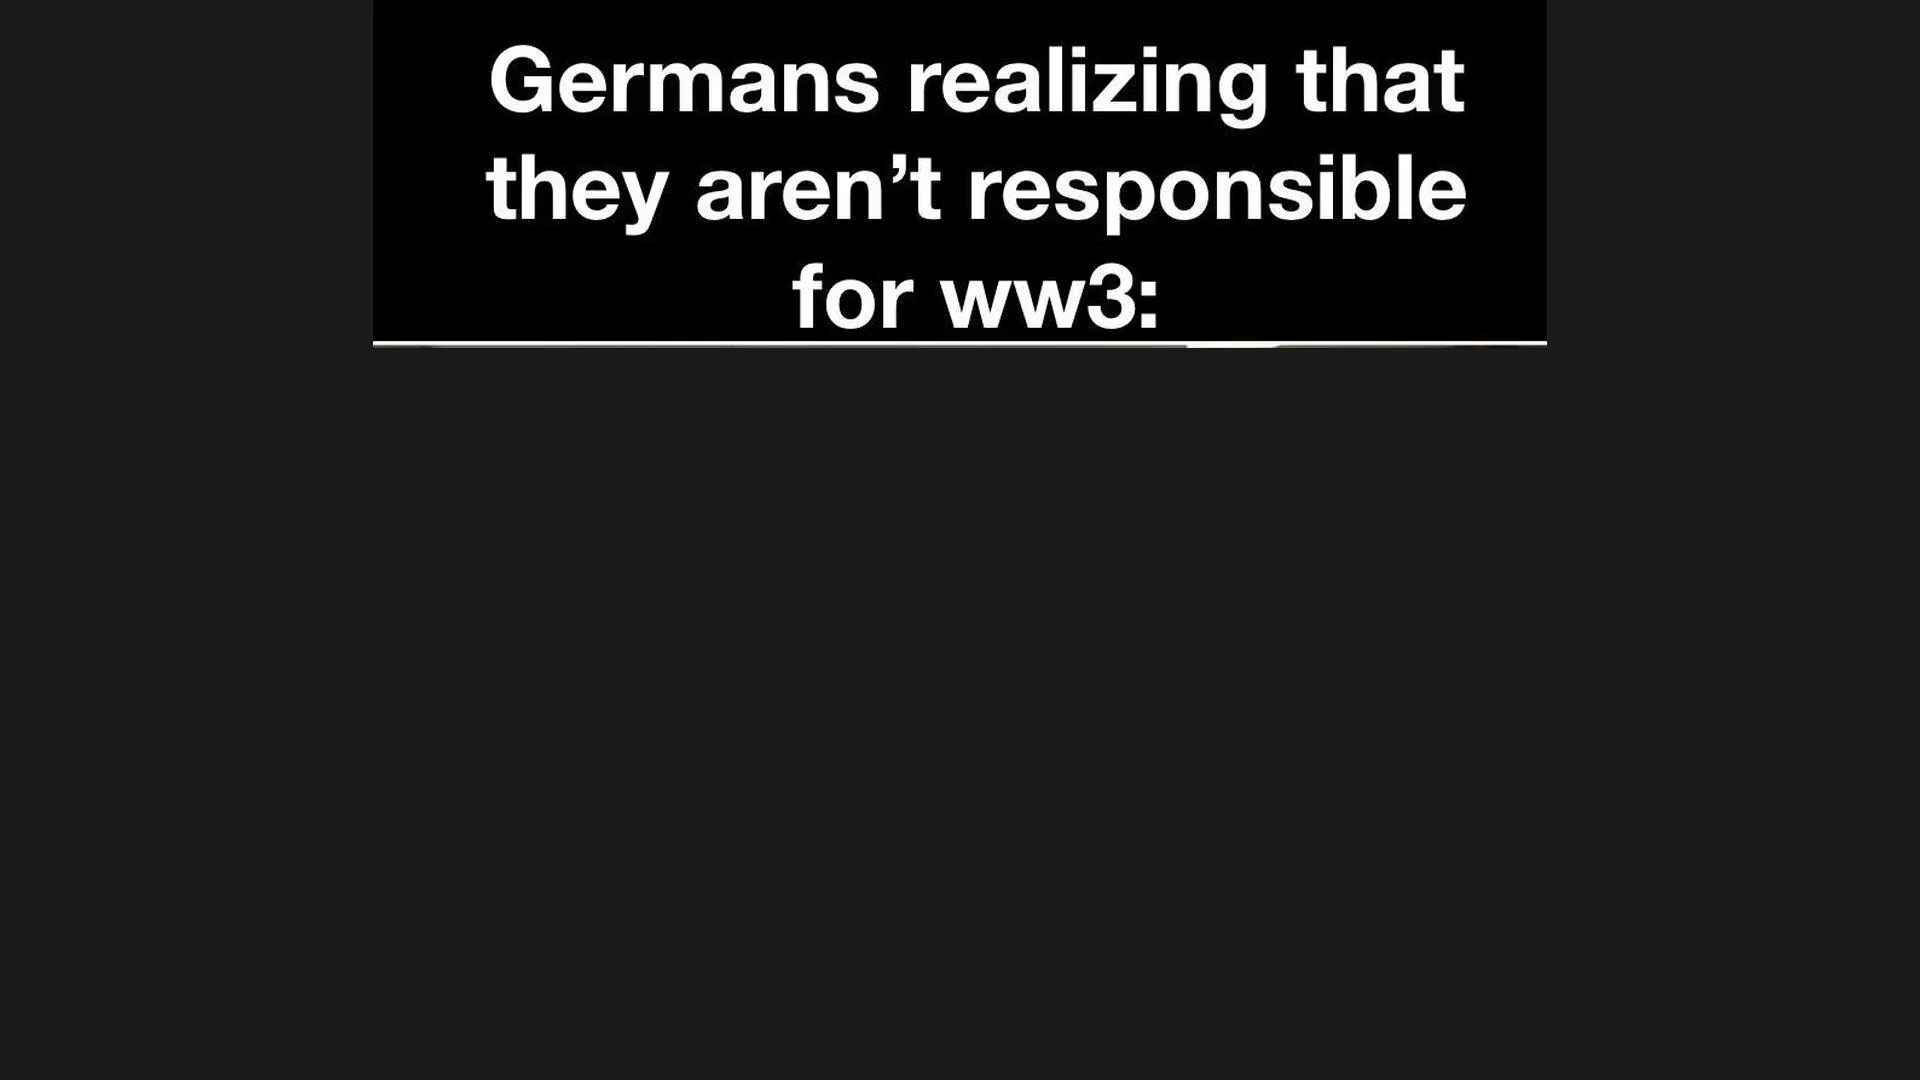 Germans realizing that
they aren’t responsible
for ww3: